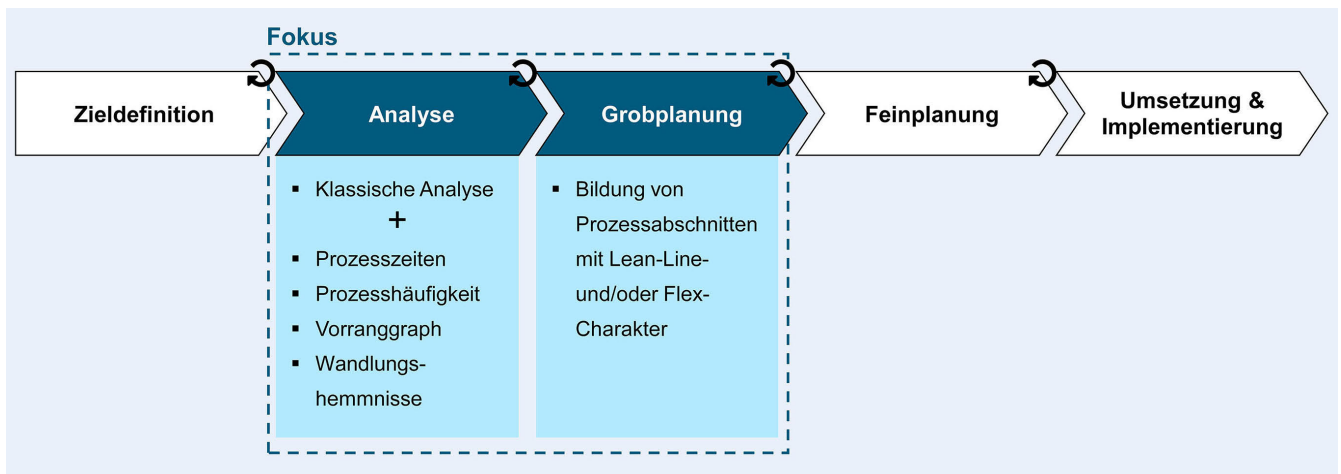 Fokus
Zieldefinition
Analyse
Grobplanung
Feinplanung
Umsetzung &
Implementierung
▪ Klassische Analyse
+
▪ Prozesszeiten
▪ Prozesshäufigkeit
▪ Vorranggraph
▪ Wandlungs-
hemmnisse
▪ Bildung von
Prozessabschnitten
mit Lean-Line-
und/oder Flex-
Charakter